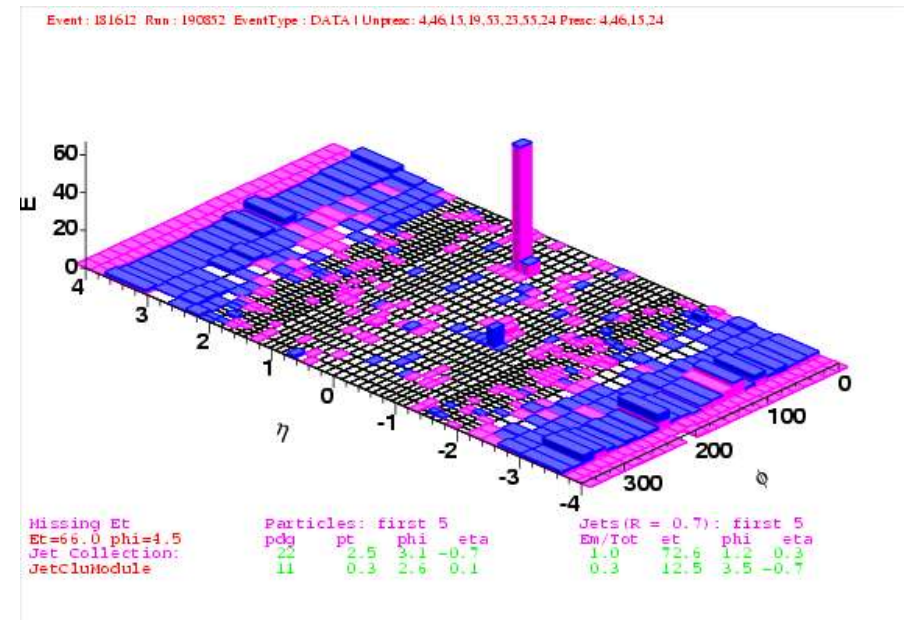 Event : 181612 Run : 190852 EventType : DATA | Unpresc: 4,46,15,19,53,23,55,24 Presc: 4,46,15,24
60
40
20
0
E
4
3
2
1
0
-1
-2
-3
-4
η
0
100
200
300
ϕ
Missing Et
Et=66.0 phi=4.5
Jet Collection:
JetCluModule
Particles: first 5
pdg pt phi eta
22 2.5 3.1 -0.7
11 0.3 2.6 0.1
Jets(R = 0.7): first 5
Em/Tot et phi eta
1.0 72.6 1.2 0.3
0.3 12.5 3.5 -0.7